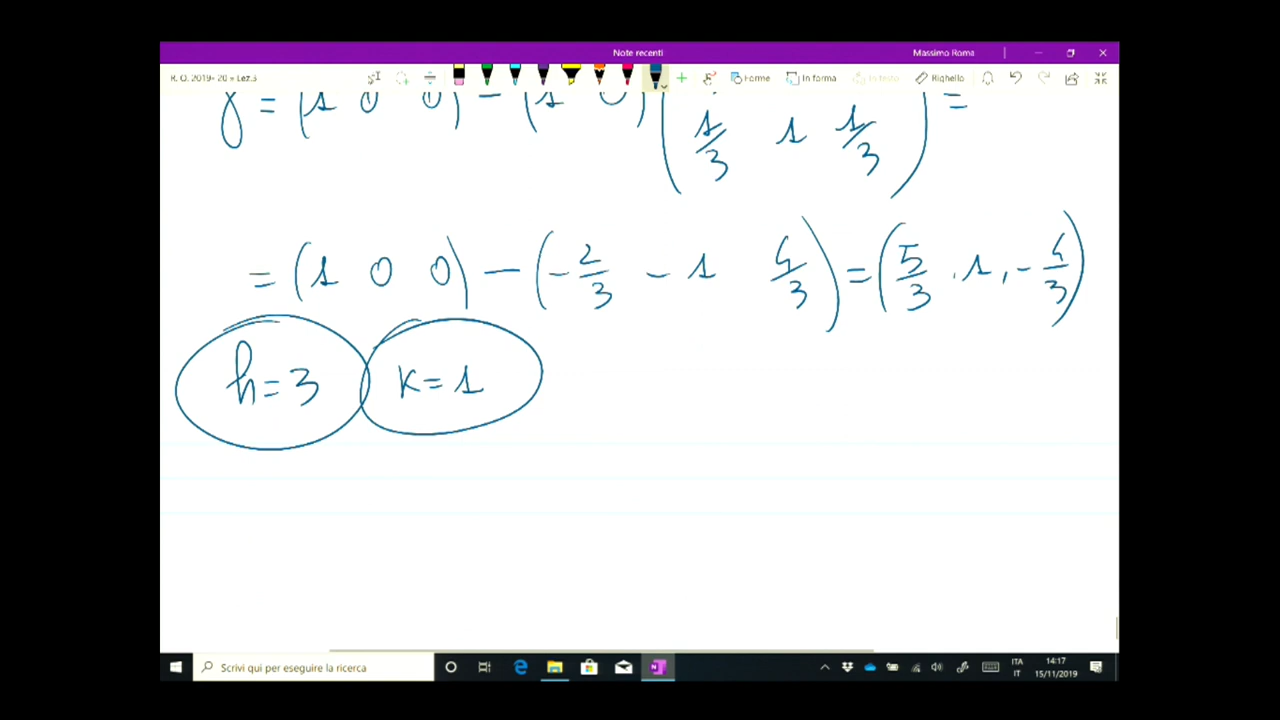 Note recenti Massimo Roma
R. O. 2019- 20 » Lez.3 Forme In forma In testo Righello
γ = (1 0 0) - (1 0) ( 1/3 1 1/3 ) =
= (1 0 0) - (-2/3 -1 4/3) = (5/3, 1, -4/3)
h=3 K=1
Scrivi qui per eseguire la ricerca ITA 14:17
IT 15/11/2019